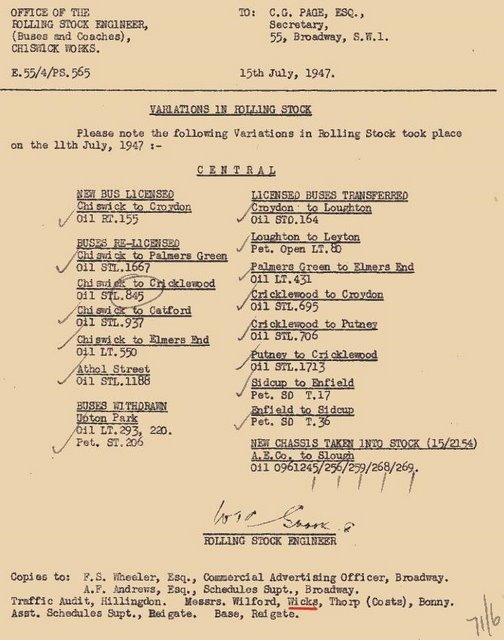 OFFICE OF THE
ROLLING STOCK ENGINEER,
(Buses and Coaches),
CHISWICK WORKS.
TO: C.G. PAGE, ESQ.,
Secretary,
55, Broadway, S.W.1.
E.55/4/PS.565
15th July, 1947.
VARIATIONS IN ROLLING STOCK
Please note the following Variations in Rolling Stock took place
on the 11th July, 1947 :-
CENTRAL
NEW BUS LICENSED
Chiswick to Croydon
Oil RT.155
BUSES RE-LICENSED
Chiswick to Palmers Green
Oil STL.1667
Chiswick to Cricklewood
Oil STL.845
Chiswick to Catford
Oil STL.937
Chiswick to Elmers End
Oil LT.550
Athol Street
Oil STL.1188
BUSES WITHDRAWN
Upton Park
Oil LT.293, 220.
Pet. ST.206
LICENSED BUSES TRANSFERRED
Croydon to Loughton
Oil STD.164
Loughton to Leyton
Pet. Open LT.80
Palmers Green to Elmers End
Oil LT.431
Cricklewood to Croydon
Oil STL.695
Cricklewood to Putney
Oil STL.706
Putney to Cricklewood
Oil STL.1713
Sidcup to Enfield
Pet. SD T.17
Enfield to Sidcup
Pet. SD T.36
NEW CHASSIS TAKEN INTO STOCK (15/2154)
A.E.Co. to Slough
Oil 0961245/256/259/268/269.
ROLLING STOCK ENGINEER
Copies to: F.S. Wheeler, Esq., Commercial Advertising Officer, Broadway.
A.F. Andrews, Esq., Schedules Supt., Broadway.
Traffic Audit, Hillingdon. Messrs. Wilford, Wicks, Thorp (Costs), Bonny.
Asst. Schedules Supt., Reigate. Base, Reigate.
71/6